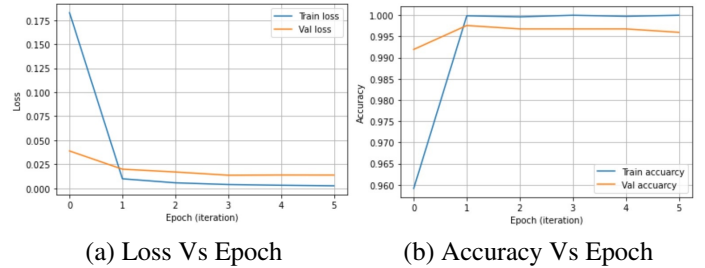 Train loss
Val loss
0.175
0.150
0.125
0.100
0.075
0.050
0.025
0.000
Loss
0 1 2 3 4 5
Epoch (iteration)
(a) Loss Vs Epoch
1.000
0.995
0.990
0.985
0.980
0.975
0.970
0.965
0.960
Accuracy
Train accuarcy
Val accuarcy
0 1 2 3 4 5
Epoch (iteration)
(b) Accuracy Vs Epoch